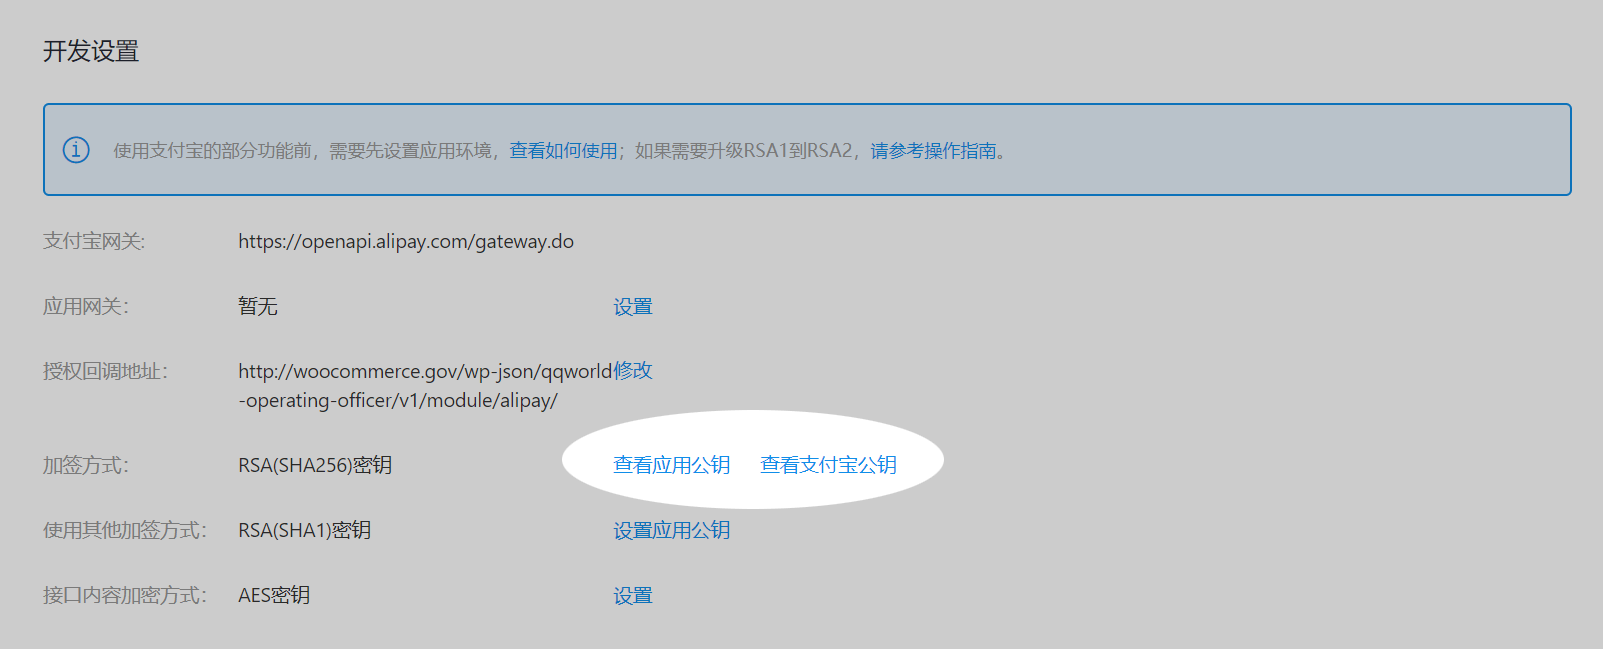 开发设置
使用支付宝的部分功能前，需要先设置应用环境，查看如何使用；如果需要升级RSA1到RSA2，请参考操作指南。
支付宝网关: https://openapi.alipay.com/gateway.do
应用网关: 暂无 设置
授权回调地址: http://woocommerce.gov/wp-json/qqworld修改
-operating-officer/v1/module/alipay/
加签方式: RSA(SHA256)密钥 查看应用公钥 查看支付宝公钥
使用其他加签方式: RSA(SHA1)密钥 设置应用公钥
接口内容加密方式: AES密钥 设置